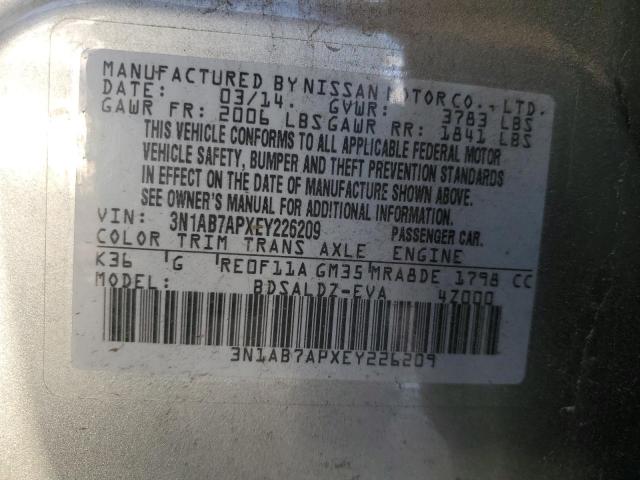 MANUFACTURED BY NISSAN MOTOR CO., LTD.
DATE: 03/14. GVWR: 3783 LBS
GAWR FR: 2006 LBS GAWR RR: 1841 LBS
THIS VEHICLE CONFORMS TO ALL APPLICABLE FEDERAL MOTOR
VEHICLE SAFETY, BUMPER AND THEFT PREVENTION STANDARDS
IN EFFECT ON THE DATE OF MANUFACTURE SHOWN ABOVE.
SEE OWNER'S MANUAL FOR ADDITIONAL INFORMATION.
VIN: 3N1AB7APXEY226209 PASSENGER CAR.
COLOR TRIM TRANS AXLE ENGINE
K36 G RE0F11A GM35 MRA8DE 1798 CC
MODEL: BDSALDZ-EVA 4Z000
3N1AB7APXEY226209